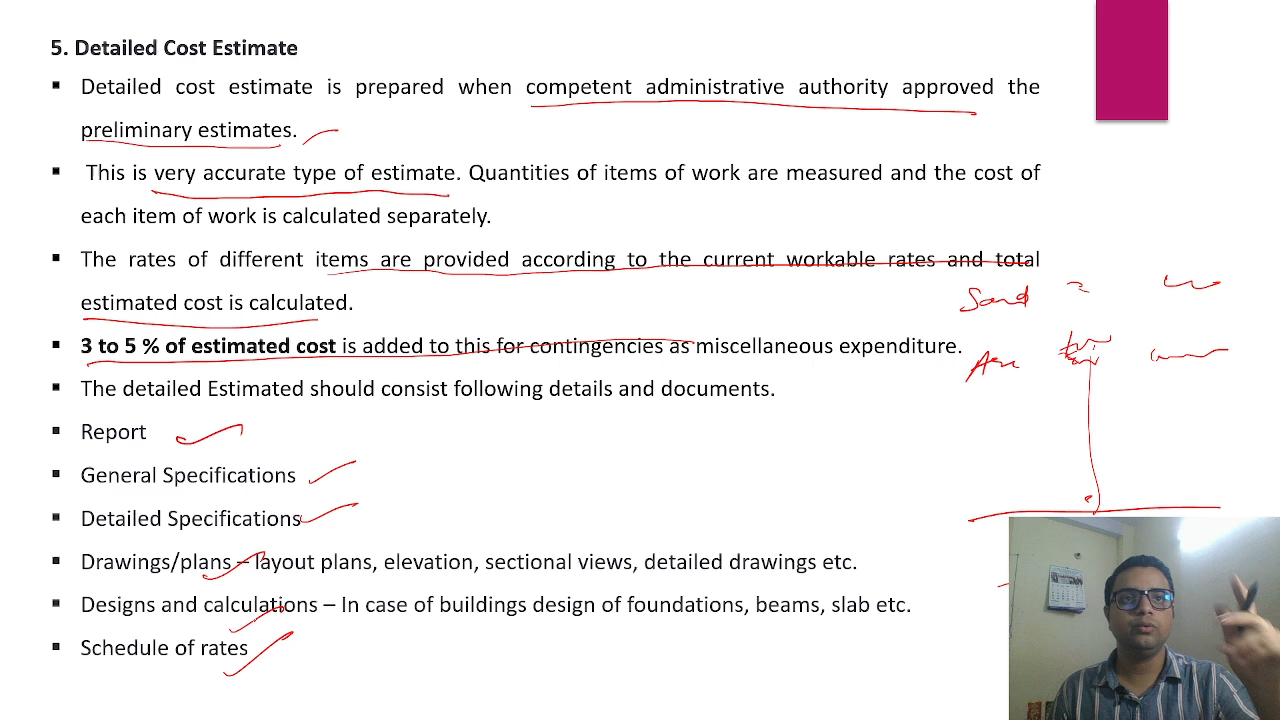 5. Detailed Cost Estimate
▪ Detailed cost estimate is prepared when competent administrative authority approved the
preliminary estimates.
▪ This is very accurate type of estimate. Quantities of items of work are measured and the cost of
each item of work is calculated separately.
▪ The rates of different items are provided according to the current workable rates and total
estimated cost is calculated.
▪ 3 to 5 % of estimated cost is added to this for contingencies as miscellaneous expenditure.
▪ The detailed Estimated should consist following details and documents.
▪ Report
▪ General Specifications
▪ Detailed Specifications
▪ Drawings/plans – layout plans, elevation, sectional views, detailed drawings etc.
▪ Designs and calculations – In case of buildings design of foundations, beams, slab etc.
▪ Schedule of rates
Sand